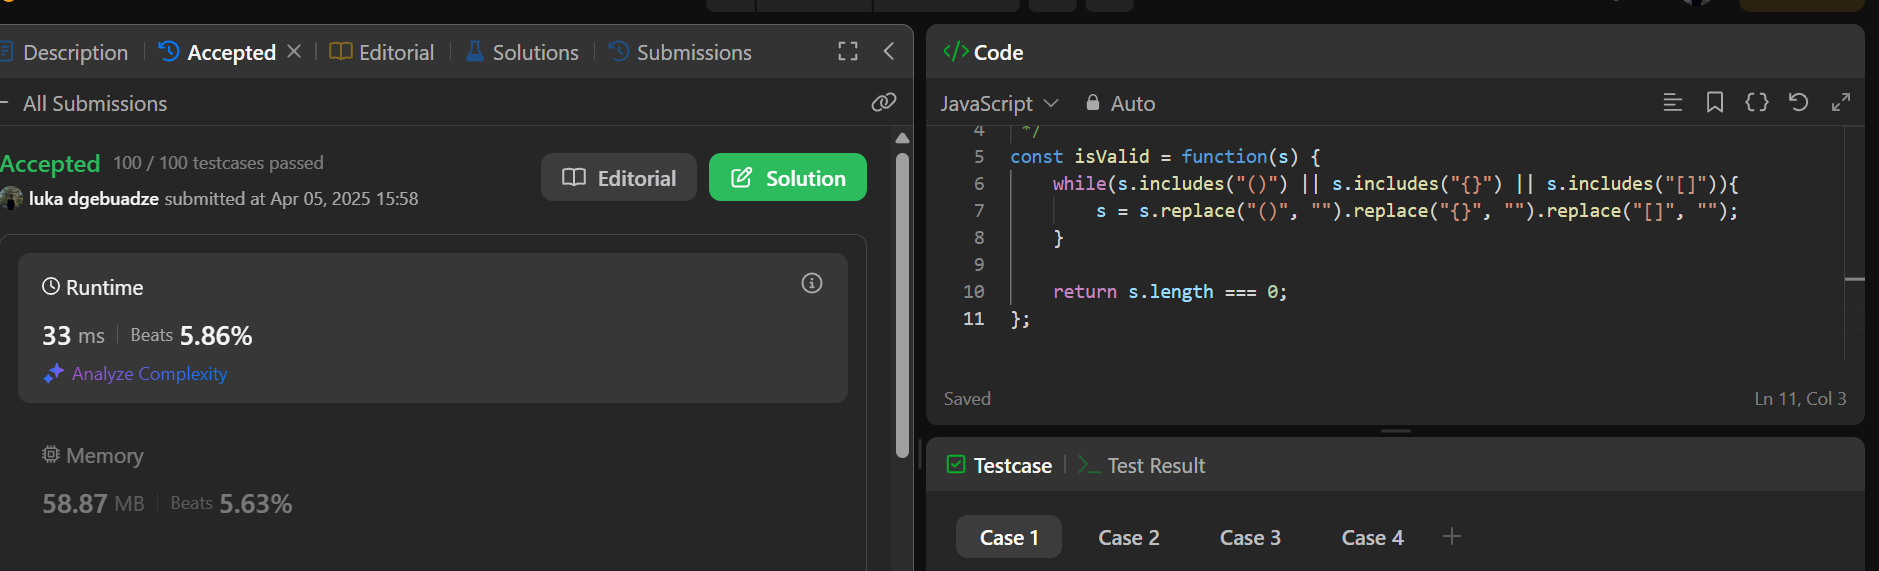 Description
Accepted
Editorial
Solutions
Submissions
All Submissions
Accepted 100 / 100 testcases passed
luka dgebuadze submitted at Apr 05, 2025 15:58
Editorial
Solution
Runtime
33 ms Beats 5.86%
Analyze Complexity
Memory
58.87 MB Beats 5.63%
Code
JavaScript
Auto
4 */
5 const isValid = function(s) {
6 while(s.includes("()") || s.includes("{}") || s.includes("[]")){
7 s = s.replace("()", "").replace("{}", "").replace("[]", "");
8 }
9
10 return s.length === 0;
11 };
Saved
Ln 11, Col 3
Testcase
Test Result
Case 1
Case 2
Case 3
Case 4